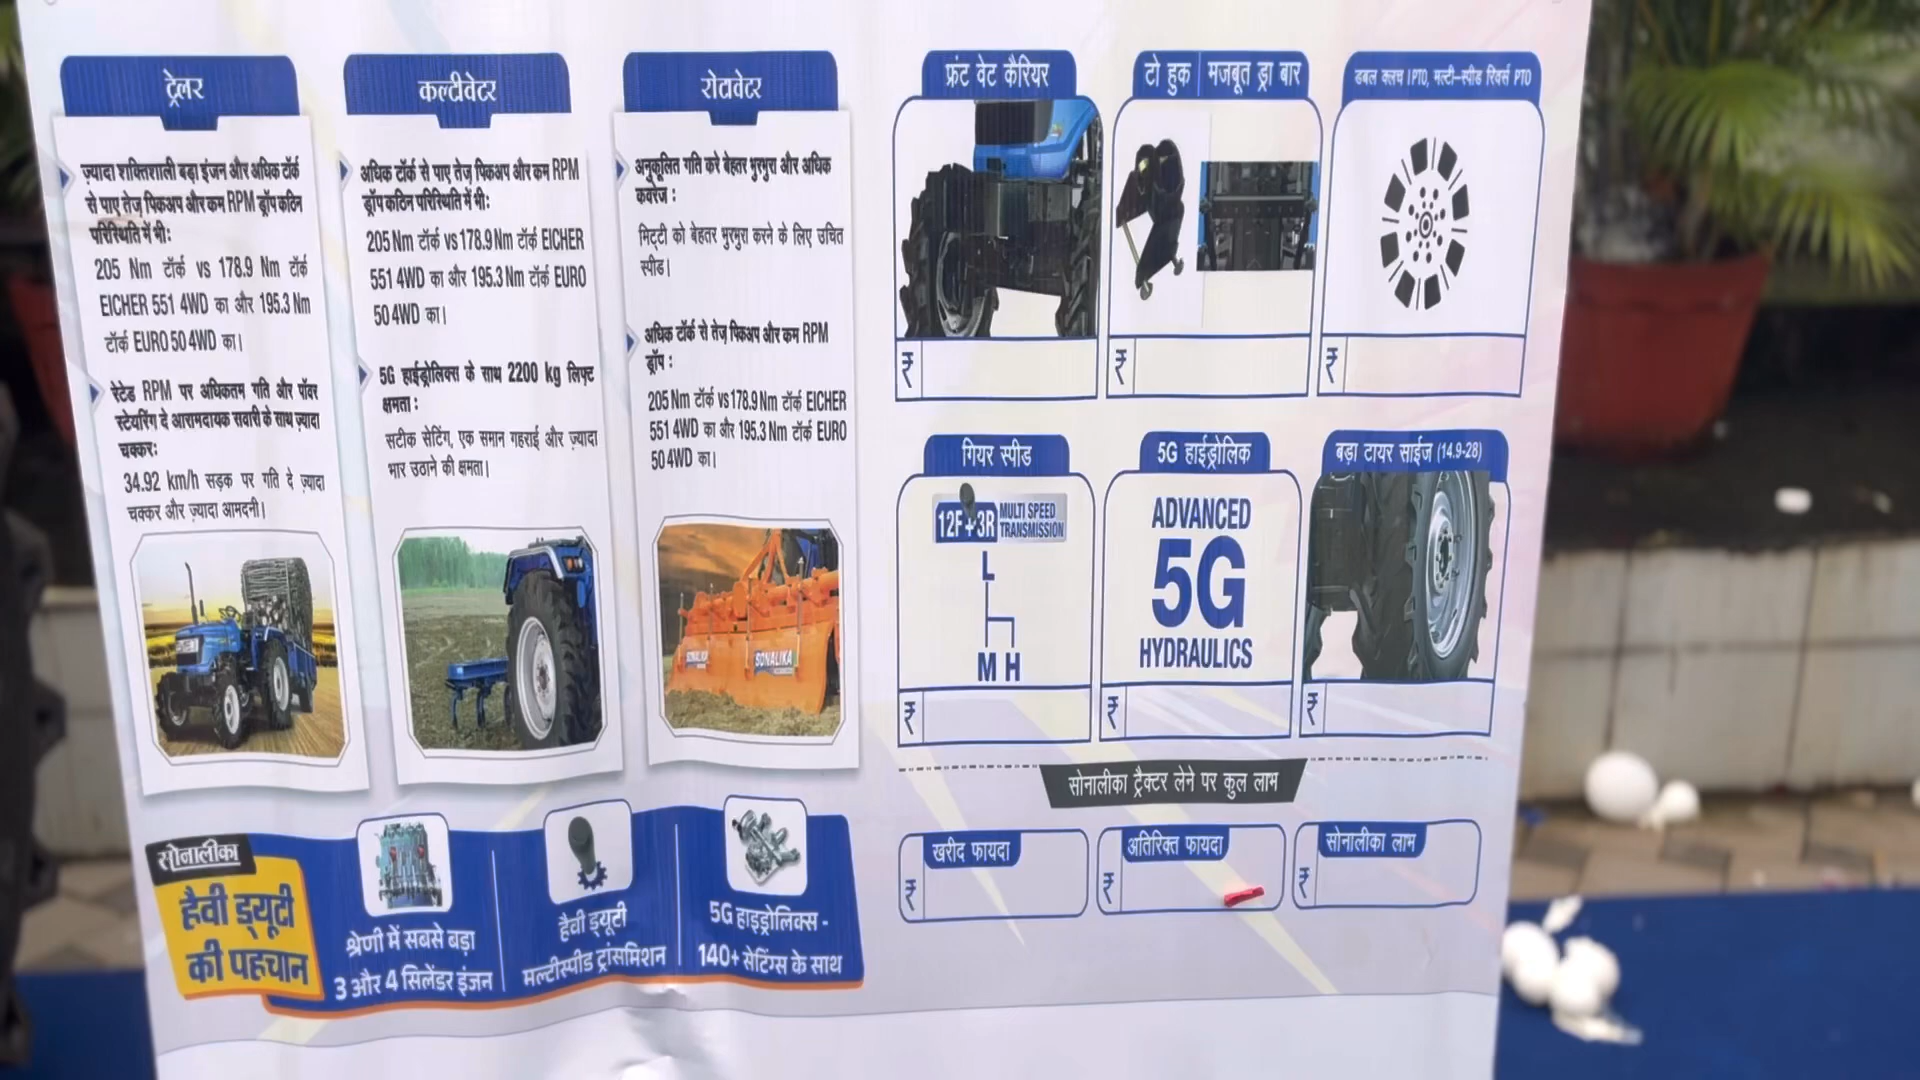 ट्रेलर
ज़्यादा शक्तिशाली बड़ा इंजन और अधिक टॉर्क
से पाए तेज़ पिकअप और कम RPM ड्रॉप कठिन
परिस्थिति में भी:
205 Nm टॉर्क vs 178.9 Nm टॉर्क
EICHER 551 4WD का और 195.3 Nm
टॉर्क EURO 50 4WD का।
रेटेड RPM पर अधिकतम गति और पॉवर
स्टेयरिंग दे आरामदायक सवारी के साथ ज़्यादा
चक्कर:
34.92 km/h सड़क पर गति दे ज़्यादा
चक्कर और ज़्यादा आमदनी।
कल्टीवेटर
अधिक टॉर्क से पाए तेज़ पिकअप और कम RPM
ड्रॉप कठिन परिस्थिति में भी:
205 Nm टॉर्क vs 178.9 Nm टॉर्क EICHER
551 4WD का और 195.3 Nm टॉर्क EURO
50 4WD का।
5G हाईड्रोलिक्स के साथ 2200 kg लिफ्ट
क्षमता :
सटीक सेटिंग, एक समान गहराई और ज़्यादा
भार उठाने की क्षमता।
रोटावेटर
अनुकूलित गति करे बेहतर भुरभुरा और अधिक
कवरेज :
मिट्टी को बेहतर भुरभुरा करने के लिए उचित
स्पीड।
अधिक टॉर्क से तेज़ पिकअप और कम RPM
ड्रॉप :
205 Nm टॉर्क vs 178.9 Nm टॉर्क EICHER
551 4WD का और 195.3 Nm टॉर्क EURO
50 4WD का।
SONALIKA
SONALIKA
फ्रंट वेट कैरियर
₹
टो हुक | मजबूत ड्रा बार
₹
डबल क्लच IPTO, मल्टी-स्पीड रिवर्स PTO
₹
गियर स्पीड
12F+3R MULTI SPEED
TRANSMISSION
L
M H
₹
5G हाईड्रोलिक
ADVANCED
5G
HYDRAULICS
₹
बड़ा टायर साईज (14.9-28)
₹
सोनालीका ट्रैक्टर लेने पर कुल लाभ
खरीद फायदा
₹
अतिरिक्त फायदा
₹
सोनालीका लाभ
₹
सोनालीका
हैवी ड्यूटी
की पहचान
श्रेणी में सबसे बड़ा
3 और 4 सिलेंडर इंजन
हैवी ड्यूटी
मल्टीस्पीड ट्रांसमिशन
5G हाइड्रोलिक्स -
140+ सेटिंग्स के साथ